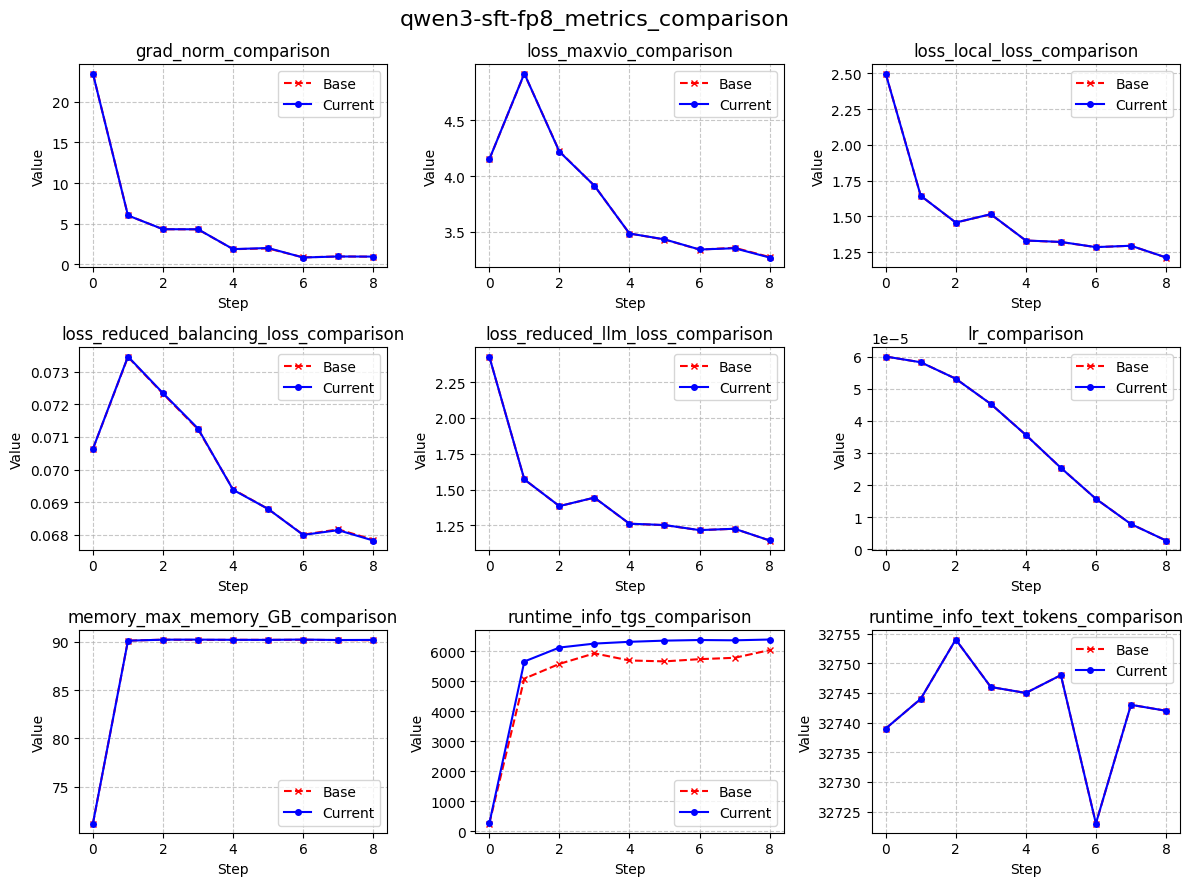 qwen3-sft-fp8_metrics_comparison
grad_norm_comparison
Value
20
15
10
5
0
0 2 4 6 8
Step
Base
Current
loss_maxvio_comparison
Value
4.5
4.0
3.5
0 2 4 6 8
Step
Base
Current
loss_local_loss_comparison
Value
2.50
2.25
2.00
1.75
1.50
1.25
0 2 4 6 8
Step
Base
Current
loss_reduced_balancing_loss_comparison
Value
0.073
0.072
0.071
0.070
0.069
0.068
0 2 4 6 8
Step
Base
Current
loss_reduced_llm_loss_comparison
Value
2.25
2.00
1.75
1.50
1.25
0 2 4 6 8
Step
Base
Current
lr_comparison
1e−5
Value
6
5
4
3
2
1
0
0 2 4 6 8
Step
Base
Current
memory_max_memory_GB_comparison
Value
90
85
80
75
0 2 4 6 8
Step
Base
Current
runtime_info_tgs_comparison
Value
6000
5000
4000
3000
2000
1000
0
0 2 4 6 8
Step
Base
Current
runtime_info_text_tokens_comparison
Value
32755
32750
32745
32740
32735
32730
32725
0 2 4 6 8
Step
Base
Current